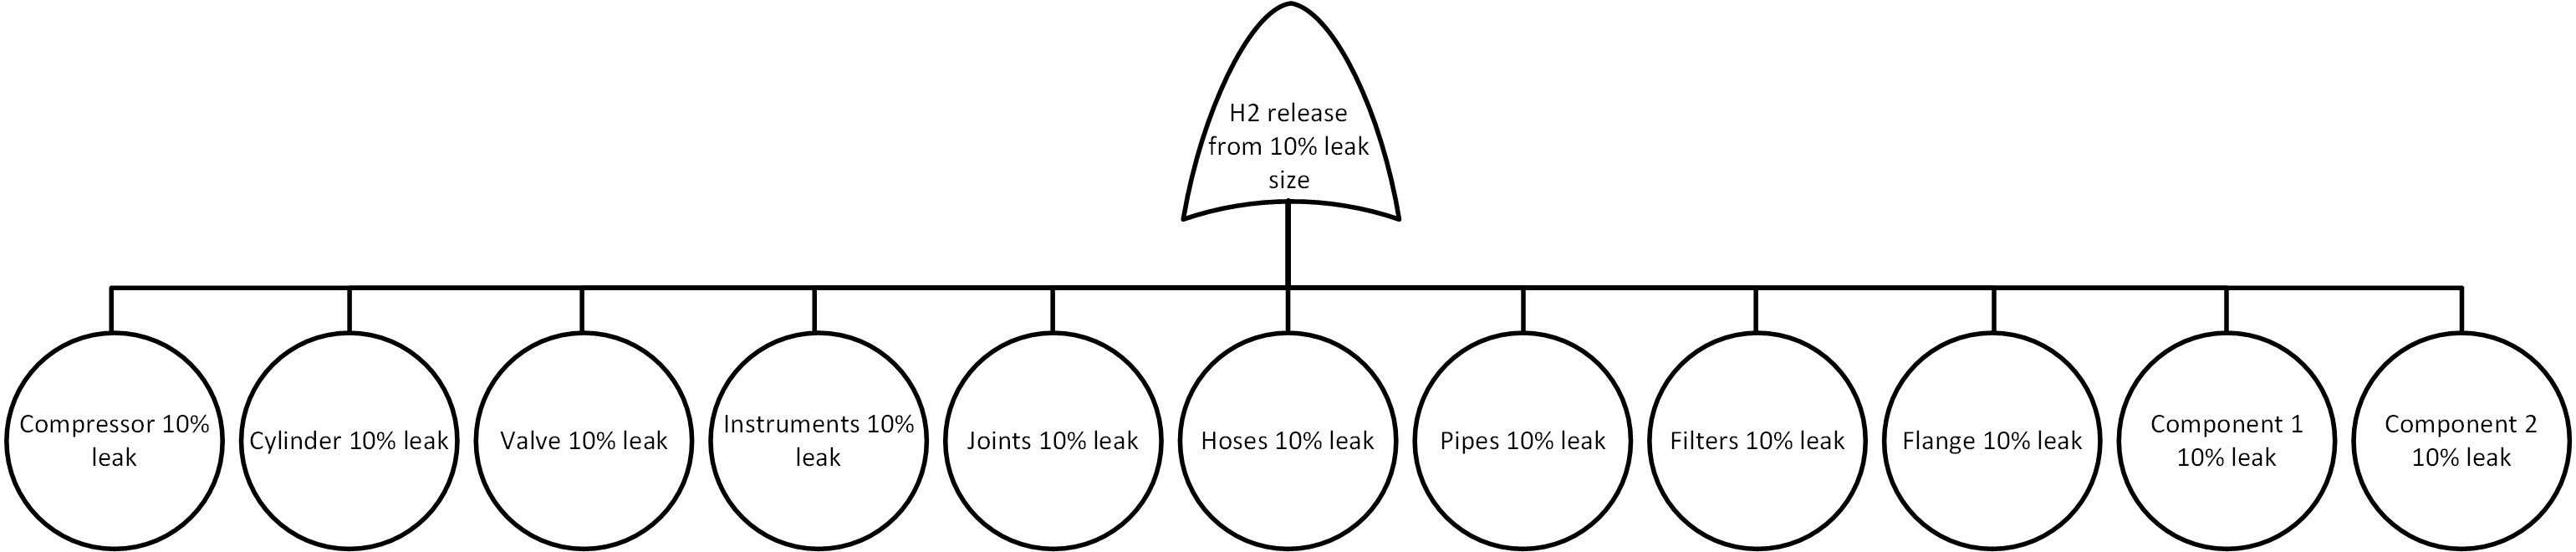 H2 release
from 10% leak
size
Compressor 10%
leak
Cylinder 10% leak
Valve 10% leak
Instruments 10%
leak
Joints 10% leak
Hoses 10% leak
Pipes 10% leak
Filters 10% leak
Flange 10% leak
Component 1
10% leak
Component 2
10% leak